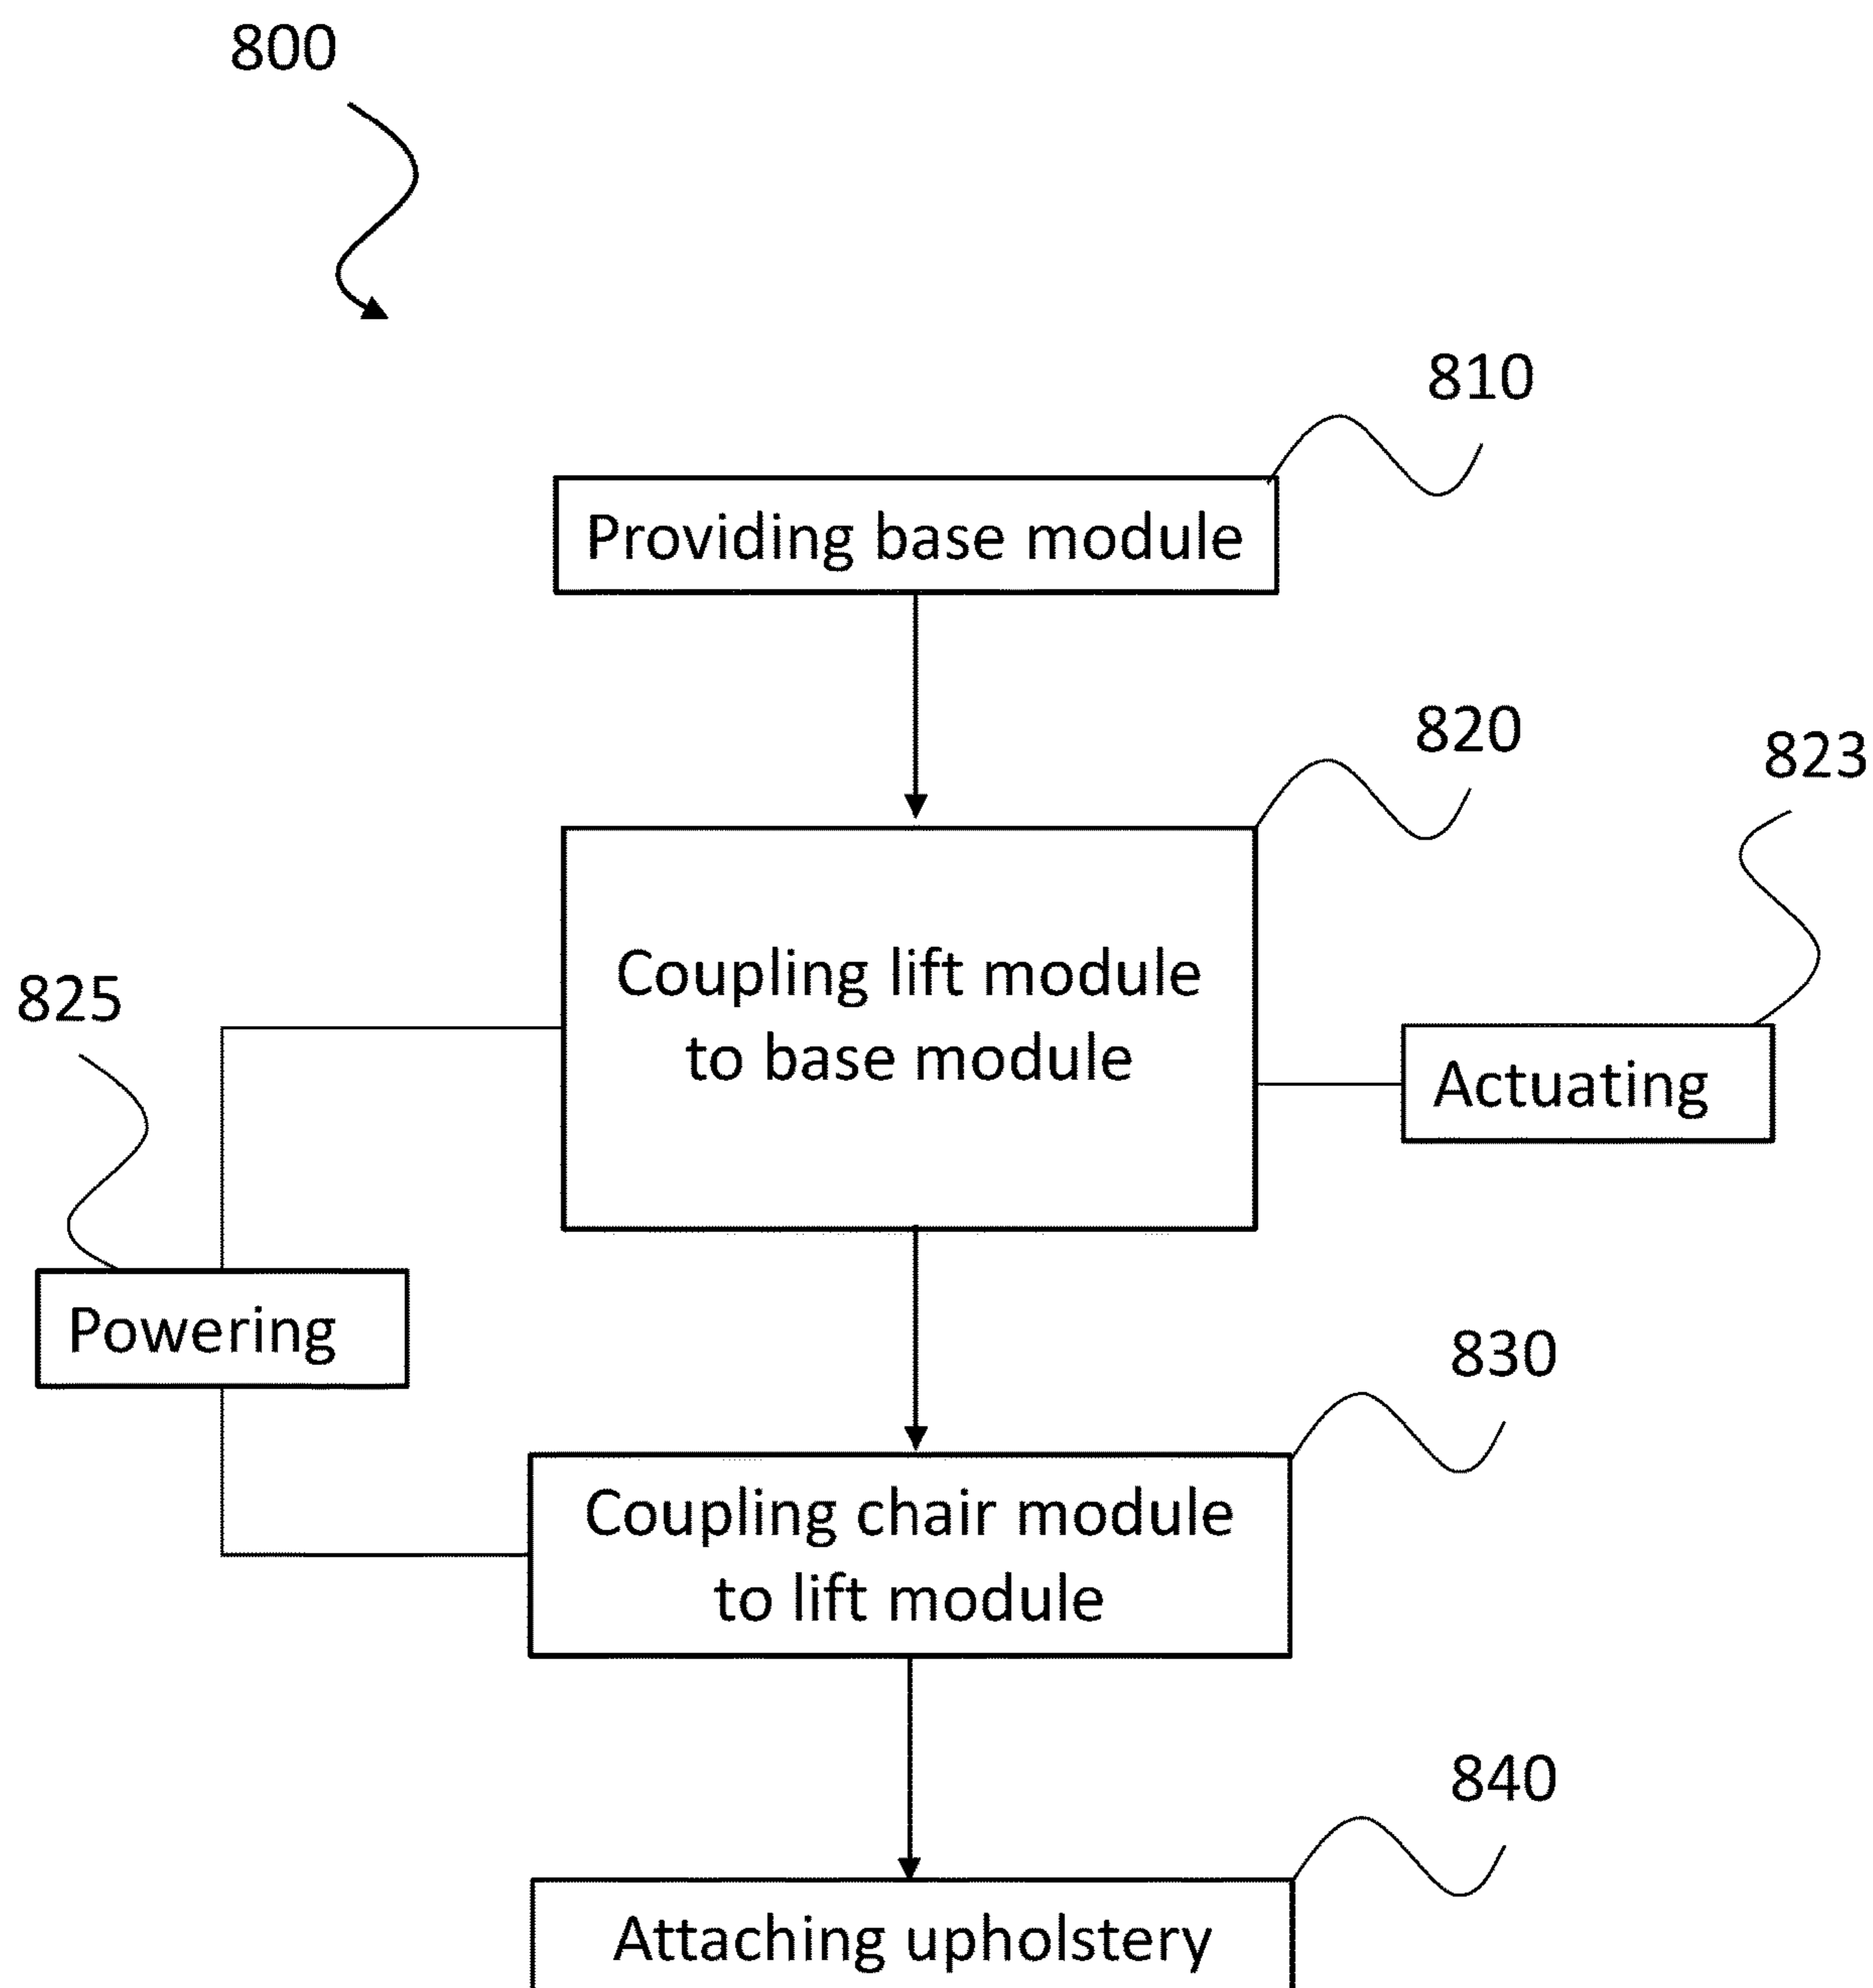 800
810
Providing base module
820
823
Coupling lift module
to base module
825
Actuating
Powering
830
Coupling chair module
to lift module
840
Attaching upholstery